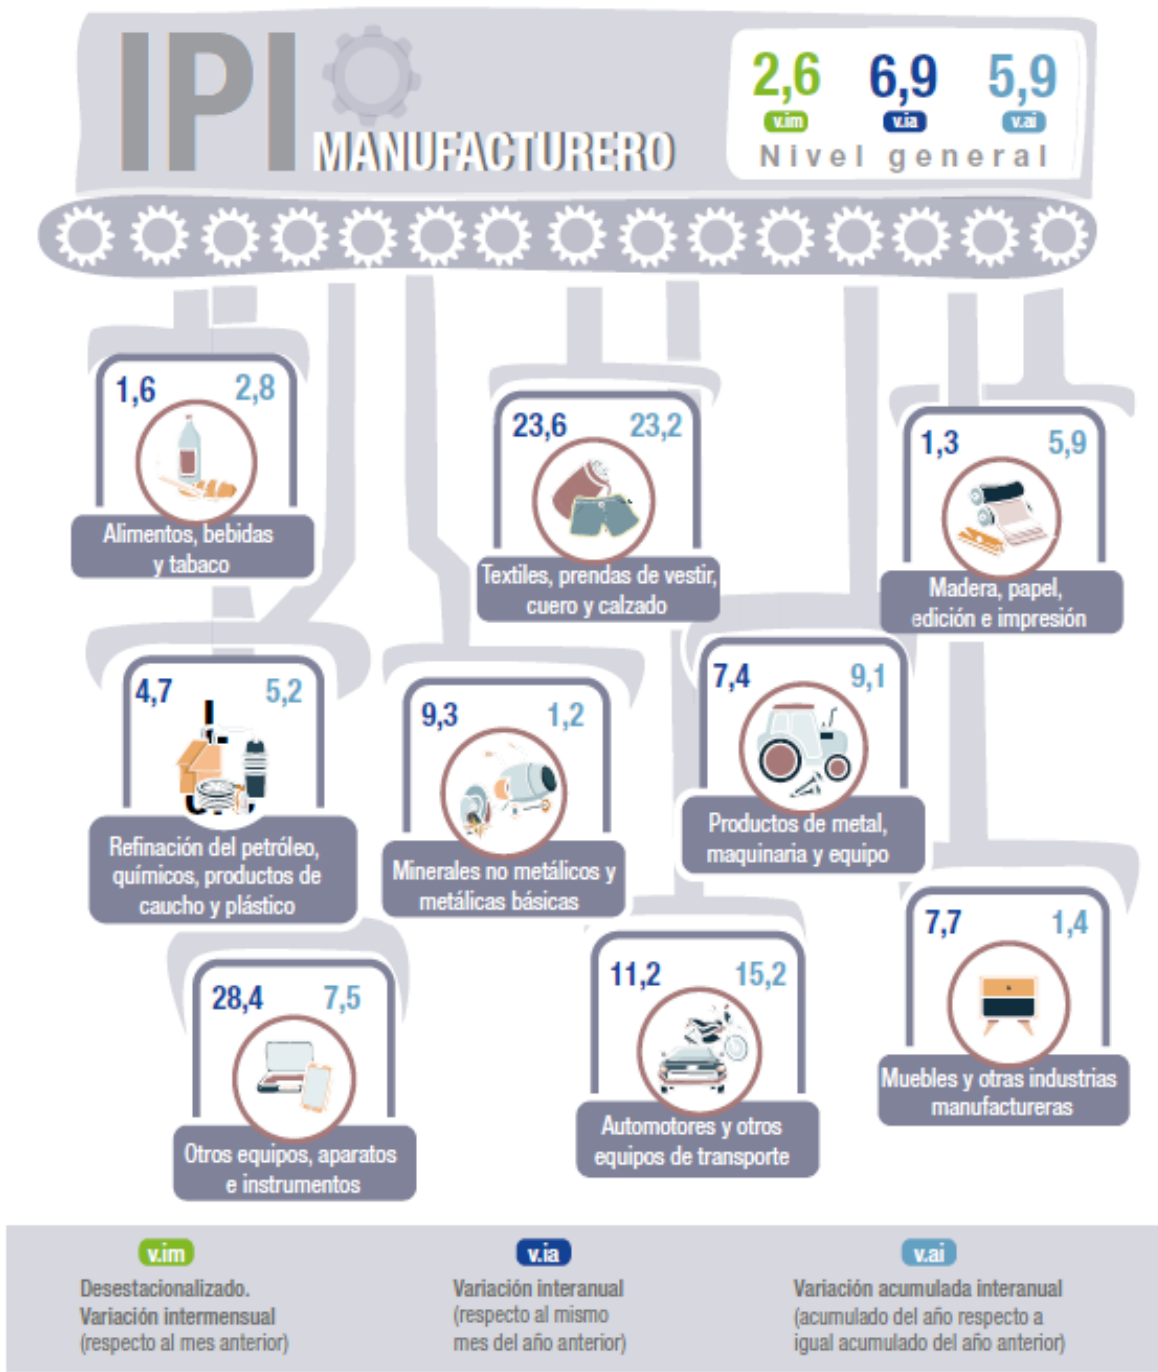 IPI
MANUFACTURERO
2,6 6,9 5,9
v.im v.ia v.ai
Nivel general
1,6 2,8
Alimentos, bebidas
y tabaco
23,6 23,2
Textiles, prendas de vestir,
cuero y calzado
1,3 5,9
Madera, papel,
edición e impresión
4,7 5,2
Refinación del petróleo,
químicos, productos de
caucho y plástico
9,3 1,2
Minerales no metálicos y
metálicas básicas
7,4 9,1
Productos de metal,
maquinaria y equipo
28,4 7,5
Otros equipos, aparatos
e instrumentos
11,2 15,2
Automotores y otros
equipos de transporte
7,7 1,4
Muebles y otras industrias
manufactureras
v.im
Desestacionalizado.
Variación intermensual
(respecto al mes anterior)
v.ia
Variación interanual
(respecto al mismo
mes del año anterior)
v.ai
Variación acumulada interanual
(acumulado del año respecto a
igual acumulado del año anterior)